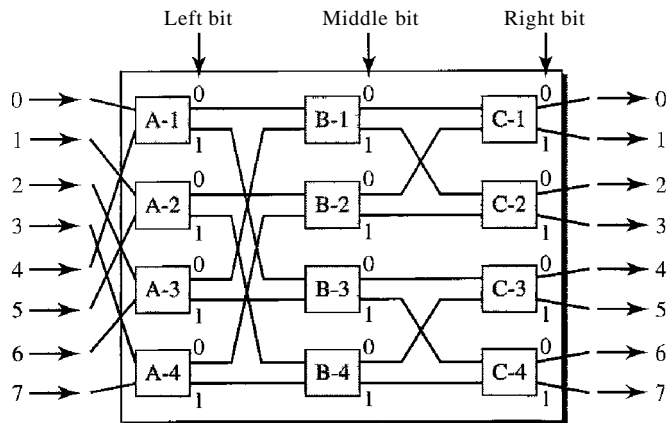 Left bit Middle bit Right bit
0 0 0 0 0
A-1 B-1 C-1
1 1 1 1 1
2 0 0 0 2
A-2 B-2 C-2
3 1 1 1 3
4 0 0 0 4
A-3 B-3 C-3
5 1 1 1 5
6 0 0 0 6
A-4 B-4 C-4
7 1 1 1 7